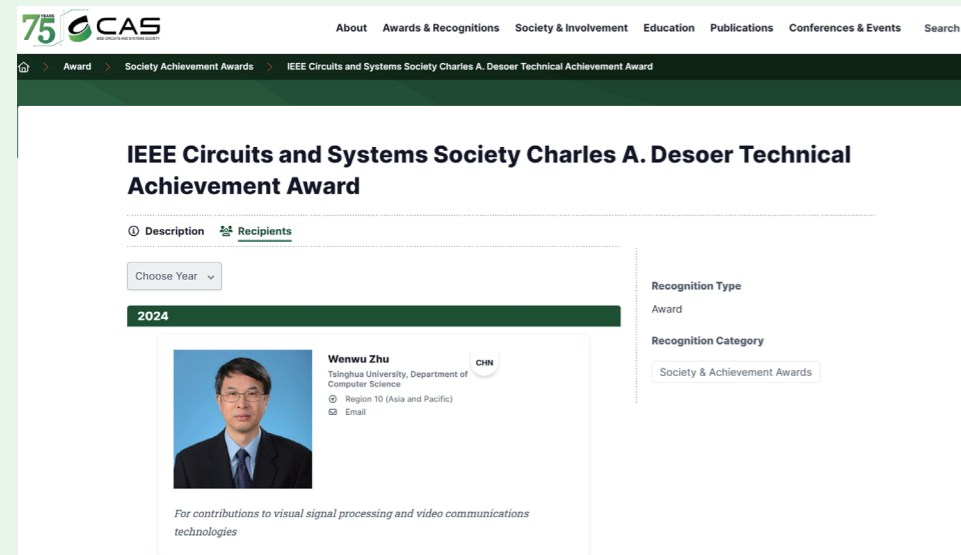 75 YEARS CAS
IEEE CIRCUITS AND SYSTEMS SOCIETY
About Awards & Recognitions Society & Involvement Education Publications Conferences & Events Search
> Award > Society Achievement Awards > IEEE Circuits and Systems Society Charles A. Desoer Technical Achievement Award
IEEE Circuits and Systems Society Charles A. Desoer Technical
Achievement Award
Description Recipients
Choose Year
2024
Wenwu Zhu CHN
Tsinghua University, Department of
Computer Science
Region 10 (Asia and Pacific)
Email
For contributions to visual signal processing and video communications
technologies
Recognition Type
Award
Recognition Category
Society & Achievement Awards